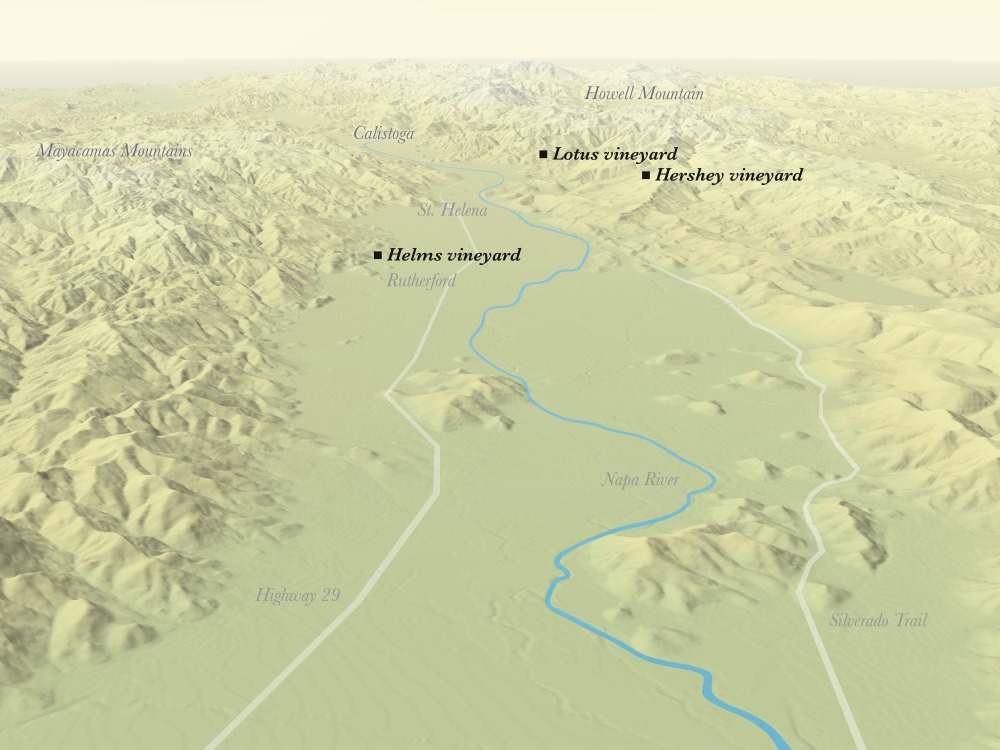 Howell Mountain
Calistoga
Mayacamas Mountains
Lotus vineyard
Hershey vineyard
St. Helena
Helms vineyard
Rutherford
Napa River
Highway 29
Silverado Trail